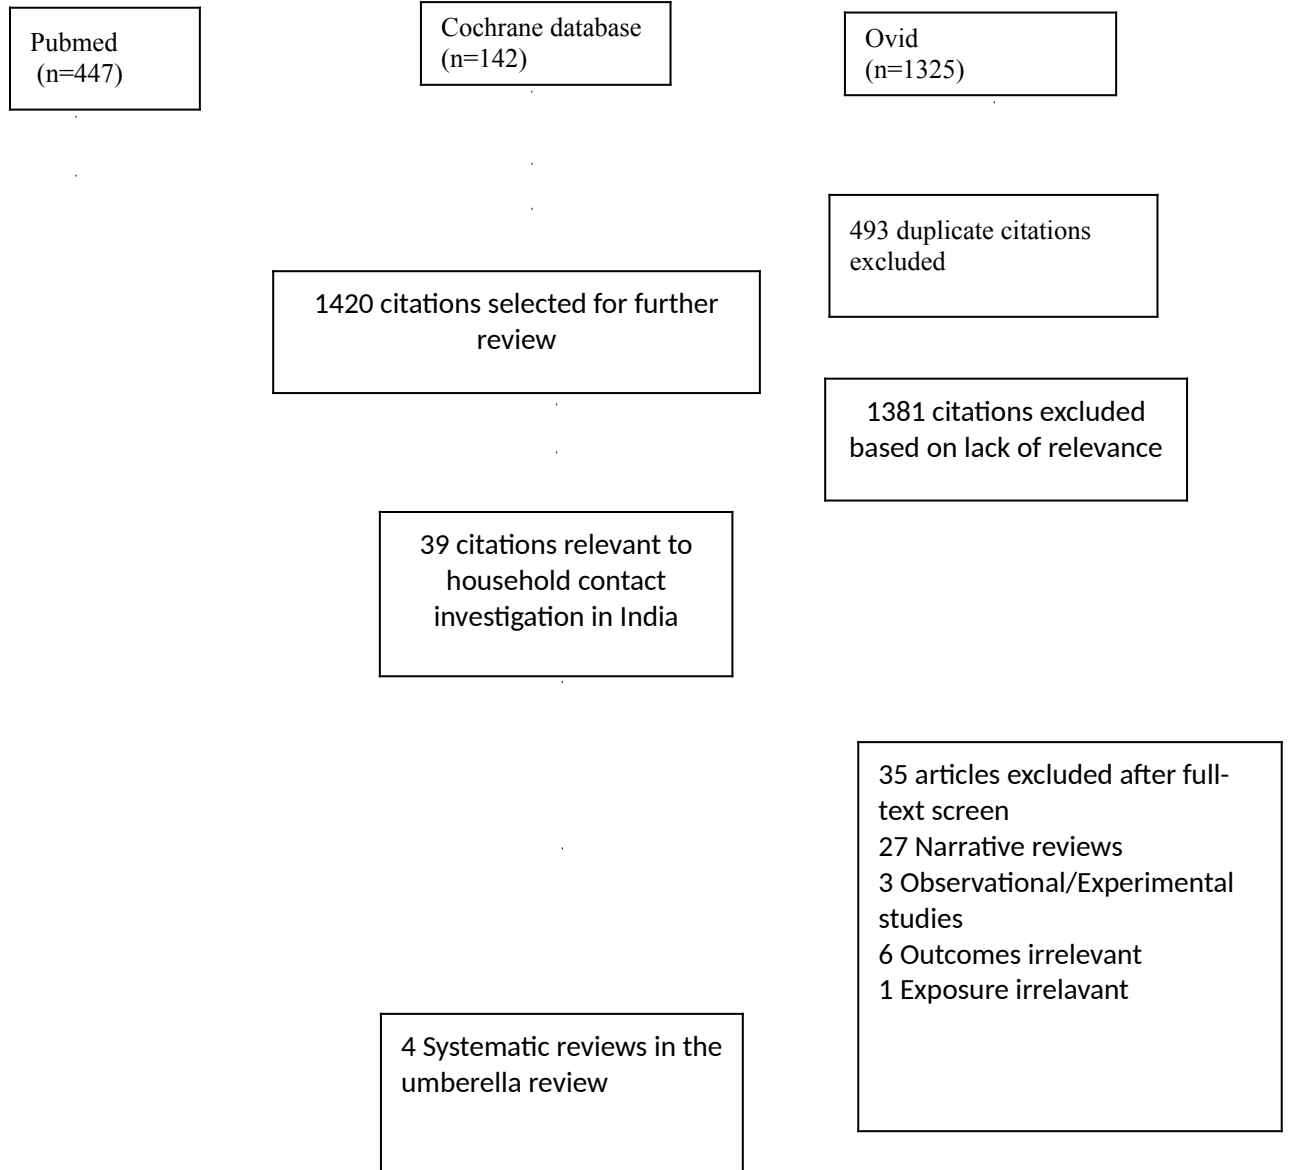 Pubmed
(n=447)
Cochrane database
(n=142)
Ovid
(n=1325)
493 duplicate citations
excluded
1420 citations selected for further
review
1381 citations excluded
based on lack of relevance
39 citations relevant to
household contact
investigation in India
35 articles excluded after full-
text screen
27 Narrative reviews
3 Observational/Experimental
studies
6 Outcomes irrelevant
1 Exposure irrelavant
4 Systematic reviews in the
umberella review